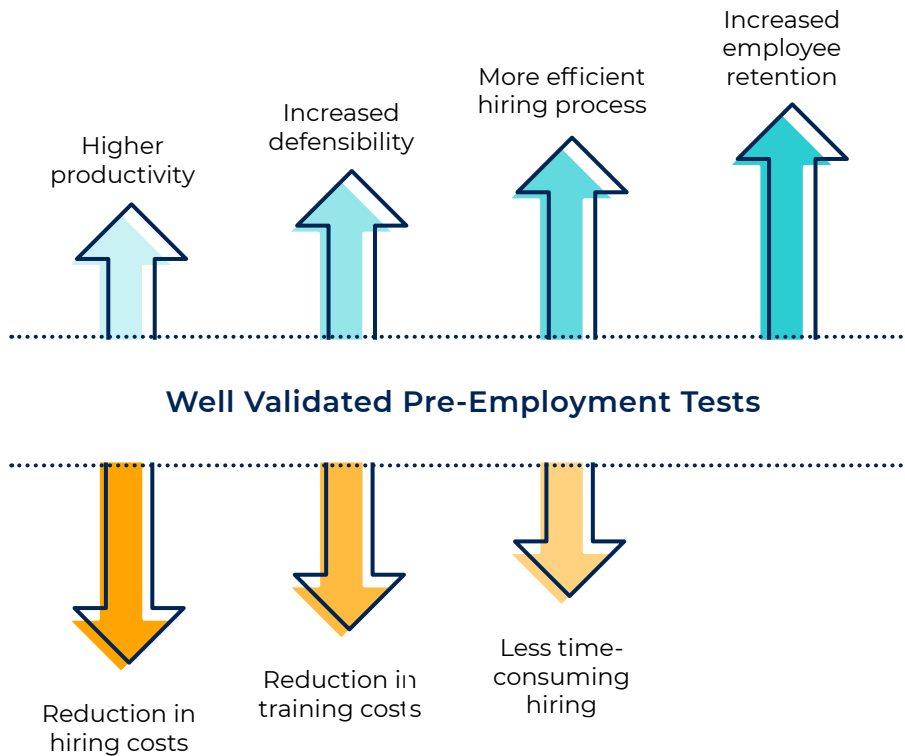 Higher
productivity
Increased
defensibility
More efficient
hiring process
Increased
employee
retention
Well Validated Pre-Employment Tests
Reduction in
hiring costs
Reduction in
training costs
Less time-
consuming
hiring